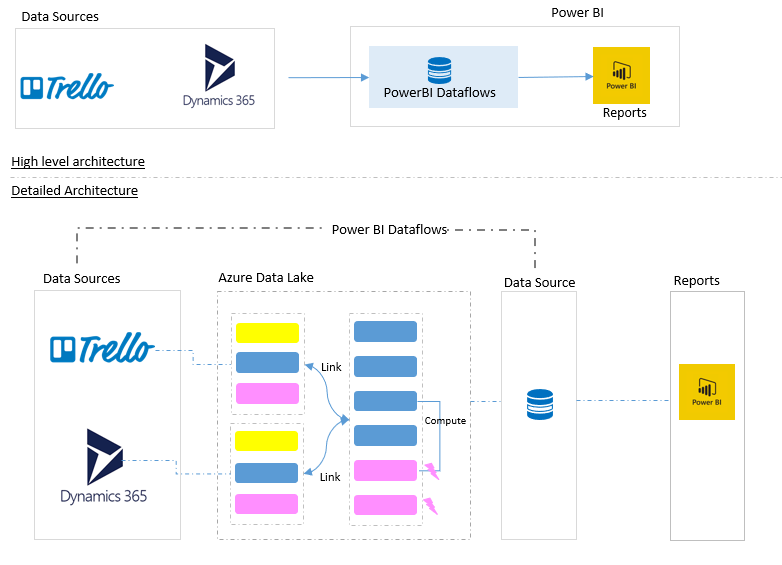 Data Sources
Power BI
Trello
Dynamics 365
PowerBI Dataflows
Power BI
Reports
High level architecture
Detailed Architecture
Power BI Dataflows
Data Sources
Azure Data Lake
Data Source
Reports
Trello
Link
Power BI
Compute
Link
Dynamics 365